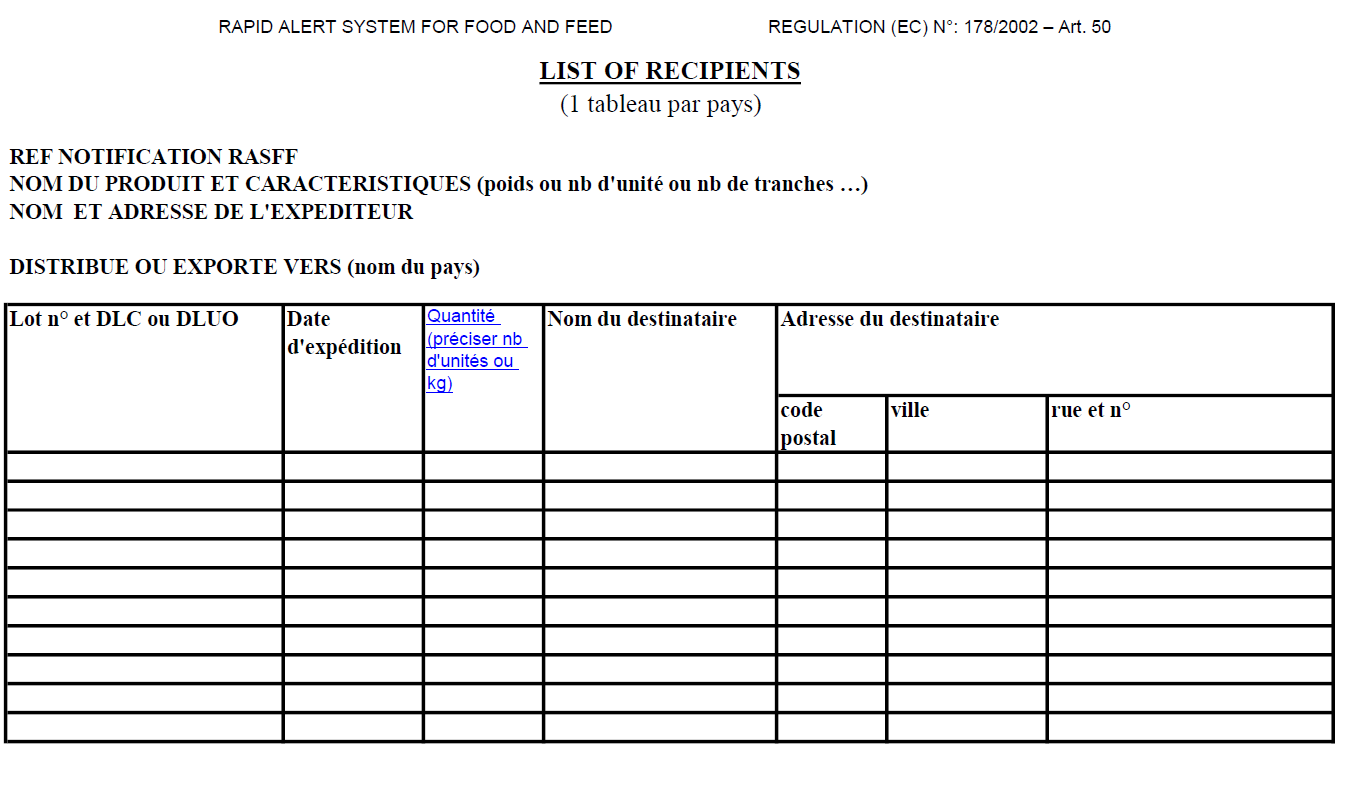 RAPID ALERT SYSTEM FOR FOOD AND FEED REGULATION (EC) N°: 178/2002 – Art. 50
LIST OF RECIPIENTS
(1 tableau par pays)
REF NOTIFICATION RASFF
NOM DU PRODUIT ET CARACTERISTIQUES (poids ou nb d'unité ou nb de tranches …)
NOM ET ADRESSE DE L'EXPEDITEUR
DISTRIBUE OU EXPORTE VERS (nom du pays)
Lot n° et DLC ou DLUO
Date
d'expédition
Quantité
(préciser nb
d'unités ou
kg)
Nom du destinataire
Adresse du destinataire
code
postal
ville
rue et n°